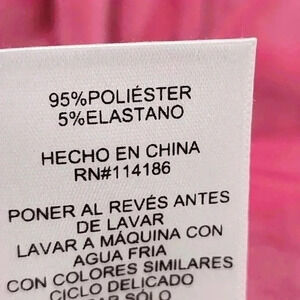 95%POLIÉSTER
5%ELASTANO
HECHO EN CHINA
RN#114186
PONER AL REVÉS ANTES
DE LAVAR
LAVAR A MÁQUINA CON
AGUA FRIA
CON COLORES SIMILARES
CICLO DELICADO
SÓLO